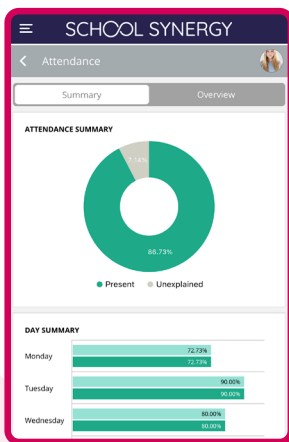 SCHOOL SYNERGY
Attendance
Summary Overview
ATTENDANCE SUMMARY
7.14%
86.73%
Present Unexplained
DAY SUMMARY
Monday
72.73%
72.73%
Tuesday
90.00%
90.00%
Wednesday
80.00%
80.00%